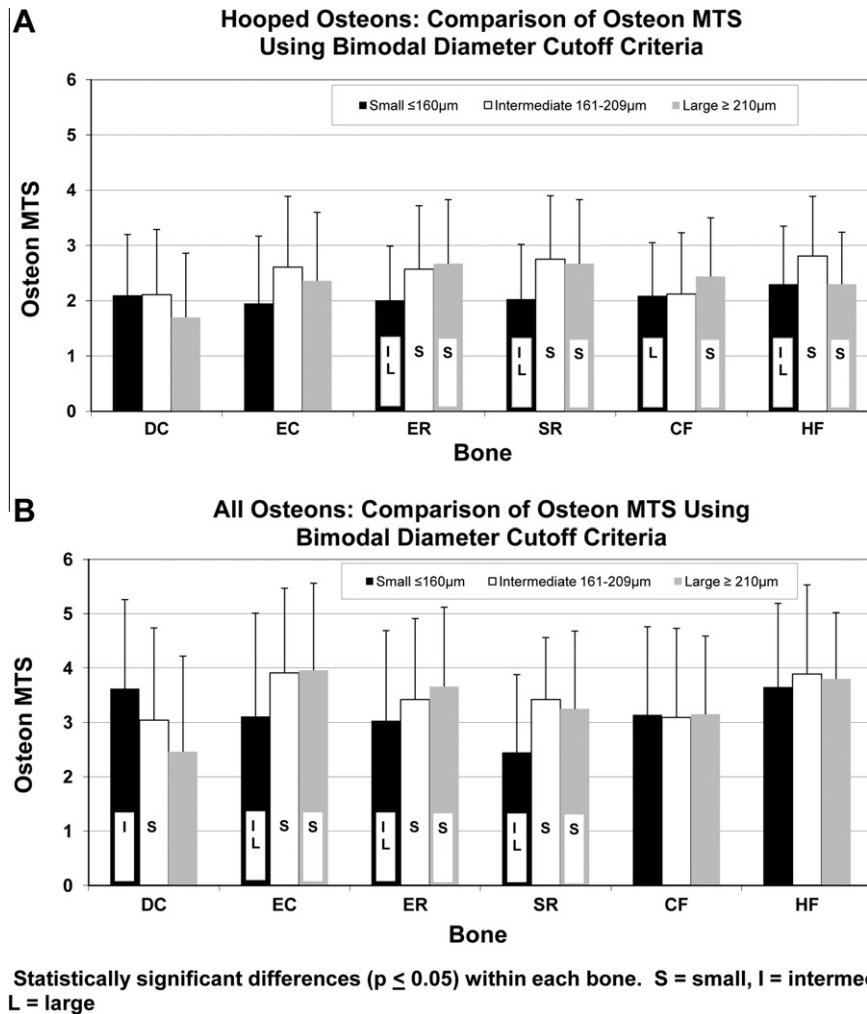 A
Hooped Osteons: Comparison of Osteon MTS
Using Bimodal Diameter Cutoff Criteria
Small ≤160µm Intermediate 161-209µm Large ≥ 210µm
Osteon MTS
6
5
4
3
2
1
0
I L S S I L S S L S I L S S
DC EC ER SR CF HF
Bone
B
All Osteons: Comparison of Osteon MTS Using
Bimodal Diameter Cutoff Criteria
Small ≤160µm Intermediate 161-209µm Large ≥ 210µm
Osteon MTS
6
5
4
3
2
1
0
I S I L S S I L S S I L S S
DC EC ER SR CF HF
Bone
Statistically significant differences (p ≤ 0.05) within each bone. S = small, I = intermed
L = large